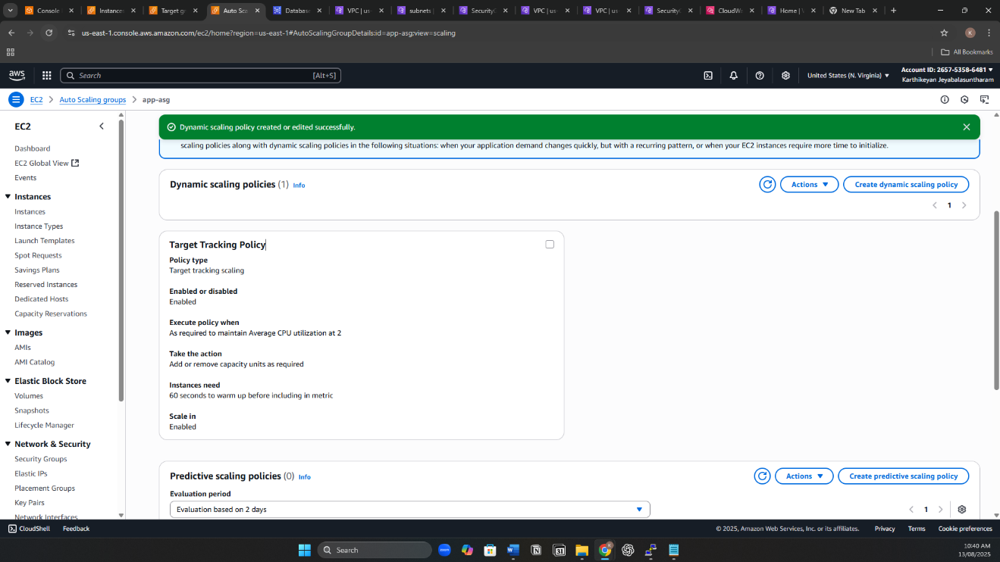 Console
Instances
Target gr
Auto Sca
Databas
VPC | us-
subnets |
SecurityG
VPC | us-
VPC | us-
SecurityG
CloudWa
Home | V
New Tab
us-east-1.console.aws.amazon.com/ec2/home?region=us-east-1#AutoScalingGroupDetails:id=app-asg;view=scaling
K
All Bookmarks
aws
Search
[Alt+S]
United States (N. Virginia)
Account ID: 2657-5358-6481
Karthikeyan Jeyabalasuntharam
EC2
Auto Scaling groups
app-asg
EC2
Dashboard
EC2 Global View
Events
Instances
Instances
Instance Types
Launch Templates
Spot Requests
Savings Plans
Reserved Instances
Dedicated Hosts
Capacity Reservations
Images
AMIs
AMI Catalog
Elastic Block Store
Volumes
Snapshots
Lifecycle Manager
Network & Security
Security Groups
Elastic IPs
Placement Groups
Key Pairs
Network Interfaces
Dynamic scaling policy created or edited successfully.
scaling policies along with dynamic scaling policies in the following situations: when your application demand changes quickly, but with a recurring pattern, or when your EC2 instances require more time to initialize.
Dynamic scaling policies (1) Info
Actions
Create dynamic scaling policy
1
Target Tracking Policy
Policy type
Target tracking scaling
Enabled or disabled
Enabled
Execute policy when
As required to maintain Average CPU utilization at 2
Take the action
Add or remove capacity units as required
Instances need
60 seconds to warm up before including in metric
Scale in
Enabled
Predictive scaling policies (0) Info
Actions
Create predictive scaling policy
Evaluation period
Evaluation based on 2 days
1
CloudShell
Feedback
© 2025, Amazon Web Services, Inc. or its affiliates.
Privacy
Terms
Cookie preferences
Search
zoom
31
10:40 AM
13/08/2025